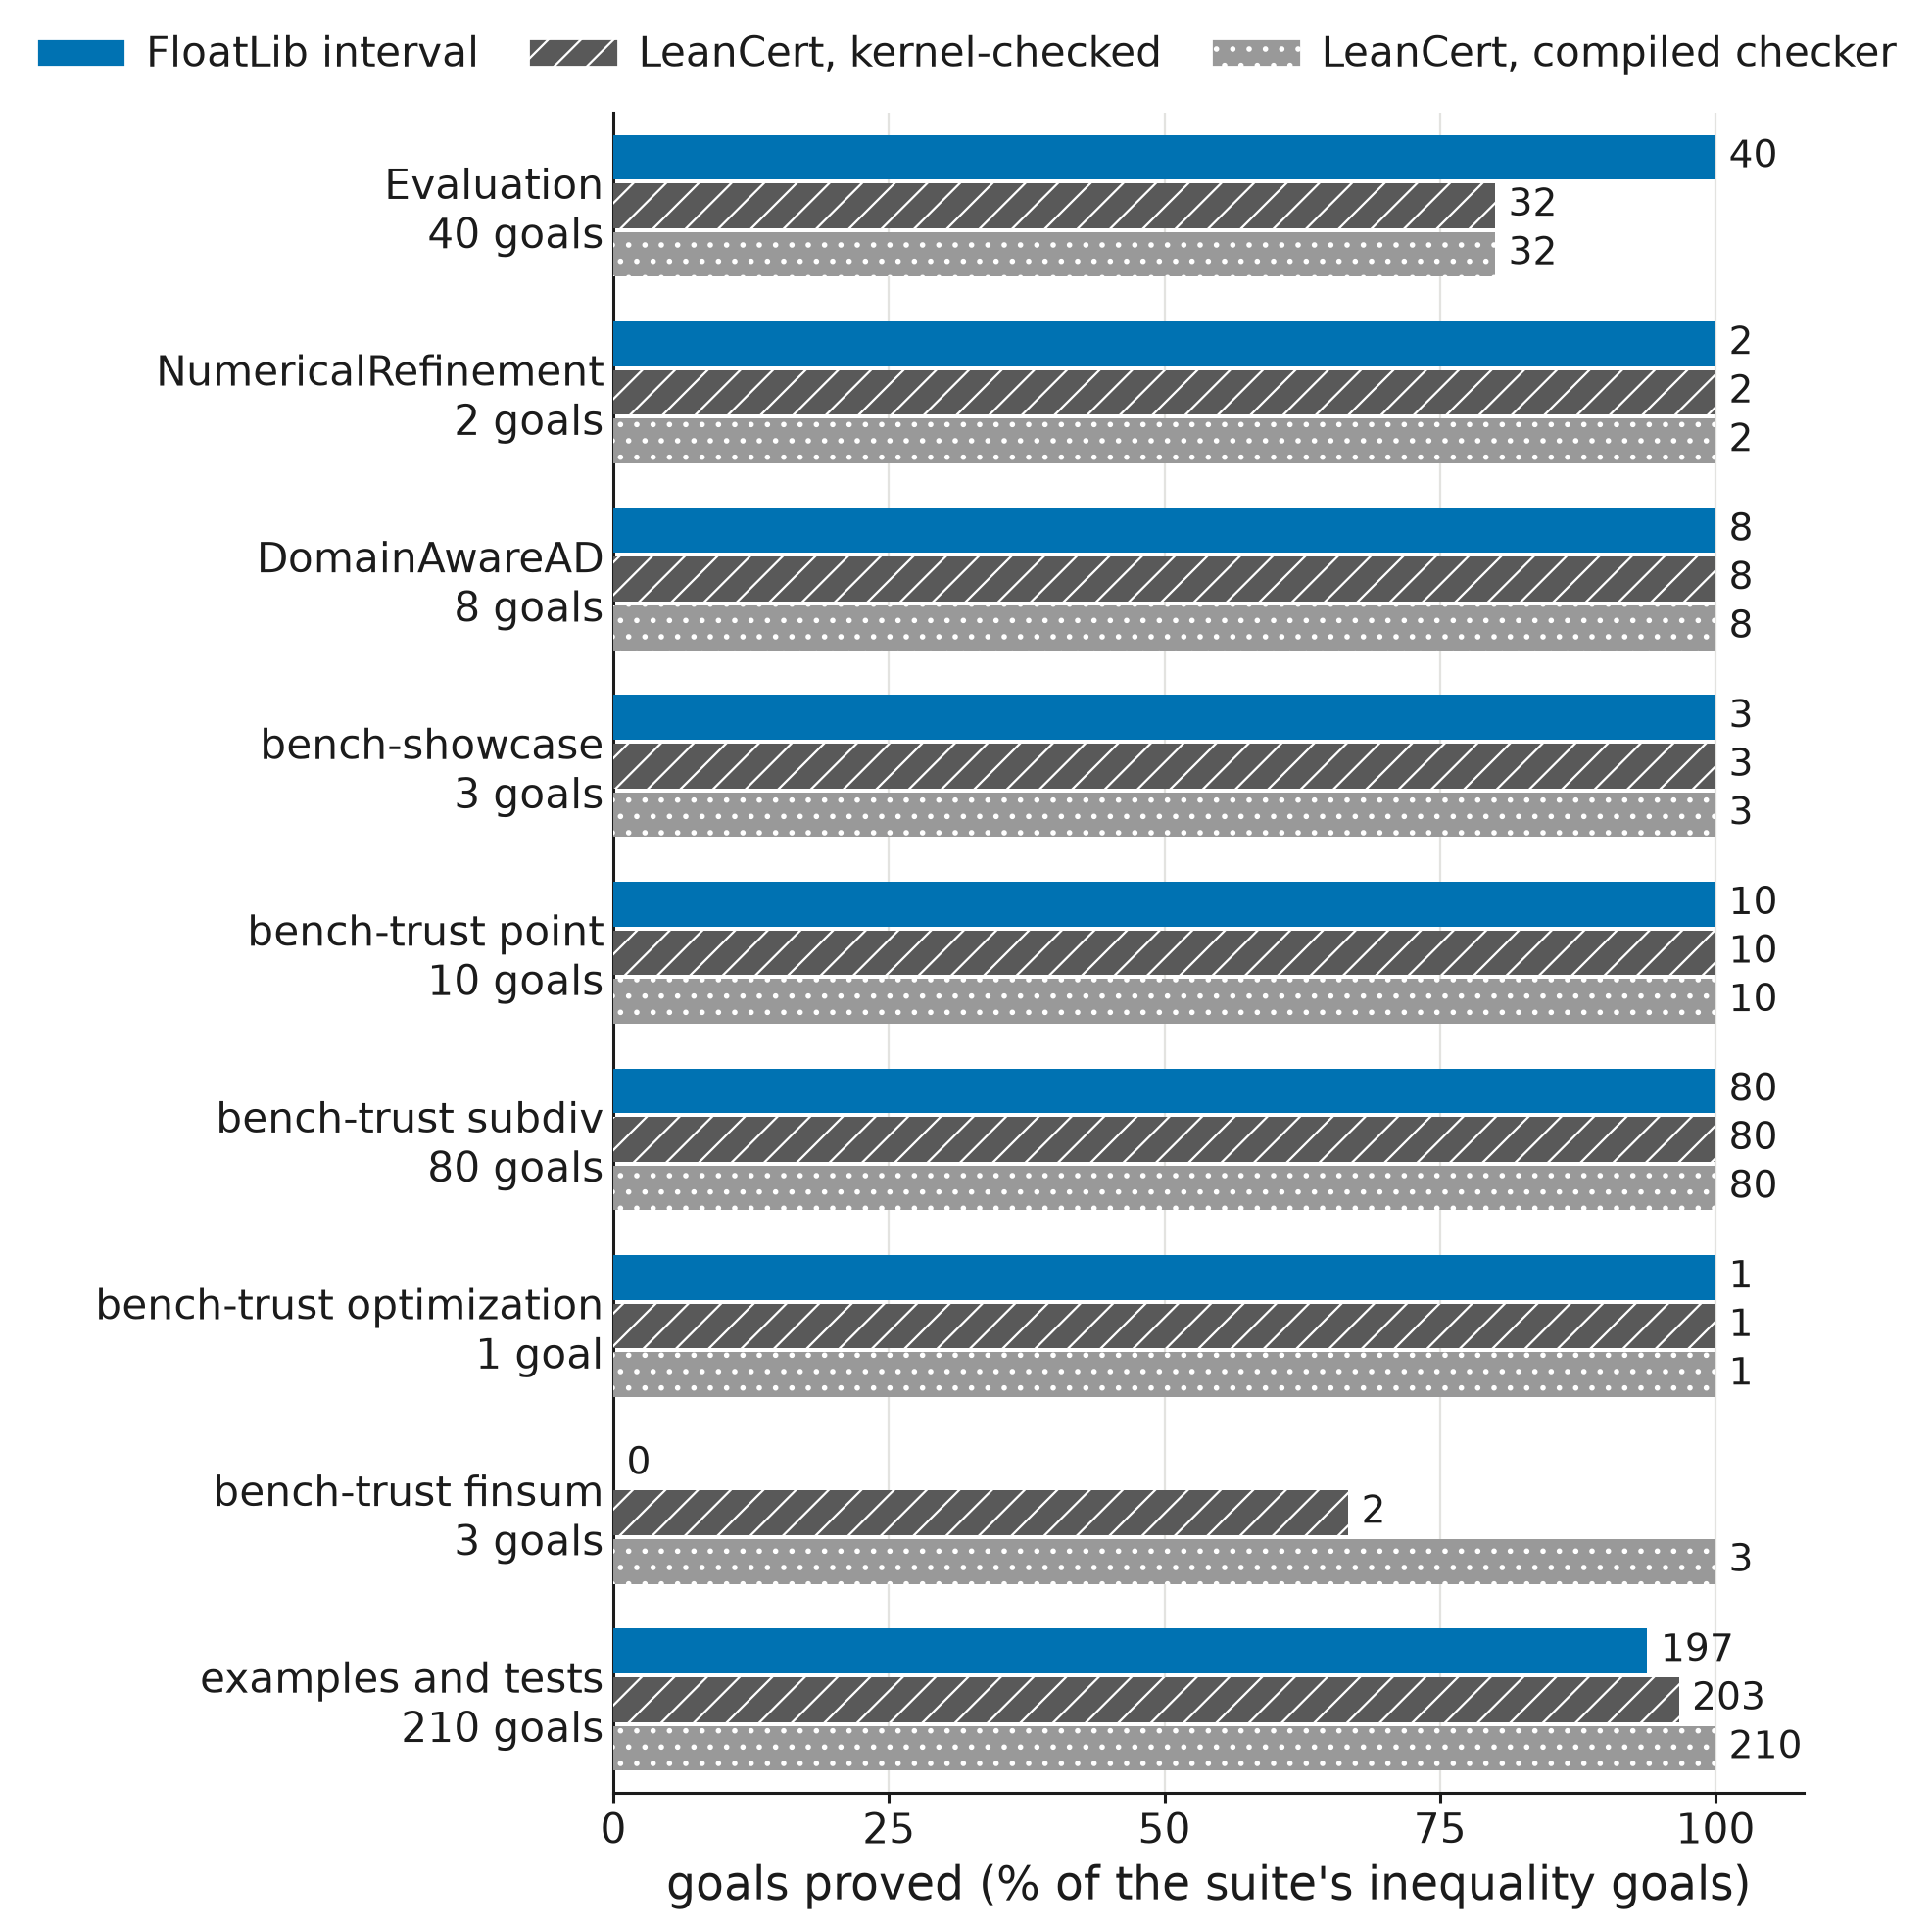 FloatLib interval LeanCert, kernel-checked LeanCert, compiled checker
Evaluation
40 goals
40
32
32
NumericalRefinement
2 goals
2
2
2
DomainAwareAD
8 goals
8
8
8
bench-showcase
3 goals
3
3
3
bench-trust point
10 goals
10
10
10
bench-trust subdiv
80 goals
80
80
80
bench-trust optimization
1 goal
1
1
1
bench-trust finsum
3 goals
0
2
3
examples and tests
210 goals
197
203
210
0 25 50 75 100
goals proved (% of the suite's inequality goals)